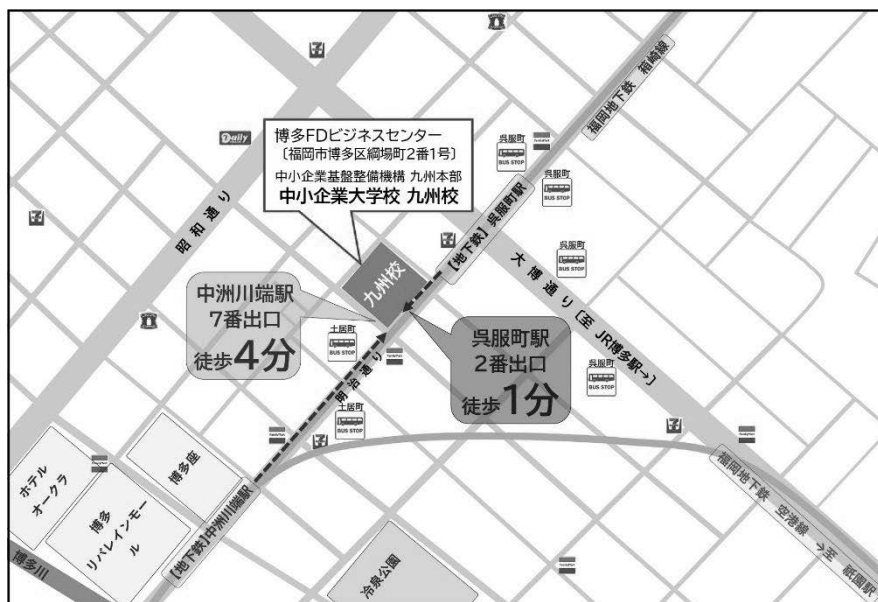 福岡地下鉄 箱崎線
Daily
博多FDビジネスセンター
〔福岡市博多区綱場町2番1号〕
中小企業基盤整備機構 九州本部
中小企業大学校 九州校
呉服町
BUS STOP
呉服町
BUS STOP
呉服町
BUS STOP
昭和通り
【地下鉄】呉服町駅
大博通り〔至 JR博多駅→〕
九州校
中洲川端駅
7番出口
徒歩4分
土居町
BUS STOP
呉服町駅
2番出口
徒歩1分
呉服町
BUS STOP
明治通り
FamilyMart
土居町
BUS STOP
博多座
ホテル
オークラ
博多
リバレインモール
【地下鉄】中洲川端駅
福岡地下鉄 空港線 →至 祇園駅
博多川
冷泉公園